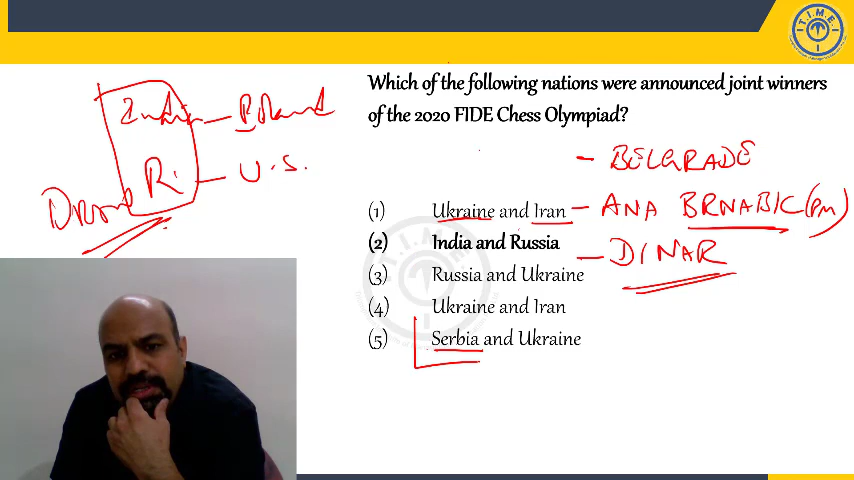 T.I.M.E.
Which of the following nations were announced joint winners
of the 2020 FIDE Chess Olympiad?
India - Poland
U.S.
- BELGRADE
(1) Ukraine and Iran
- ANA BRNABIC (PM)
(2) India and Russia
- DINAR
(3) Russia and Ukraine
(4) Ukraine and Iran
(5) Serbia and Ukraine